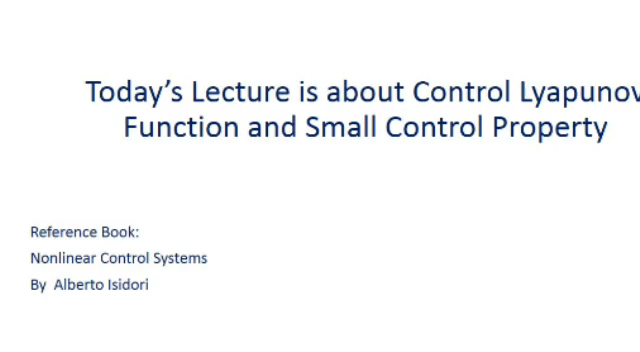 Today's Lecture is about Control Lyapunov
Function and Small Control Property
Reference Book:
Nonlinear Control Systems
By Alberto Isidori